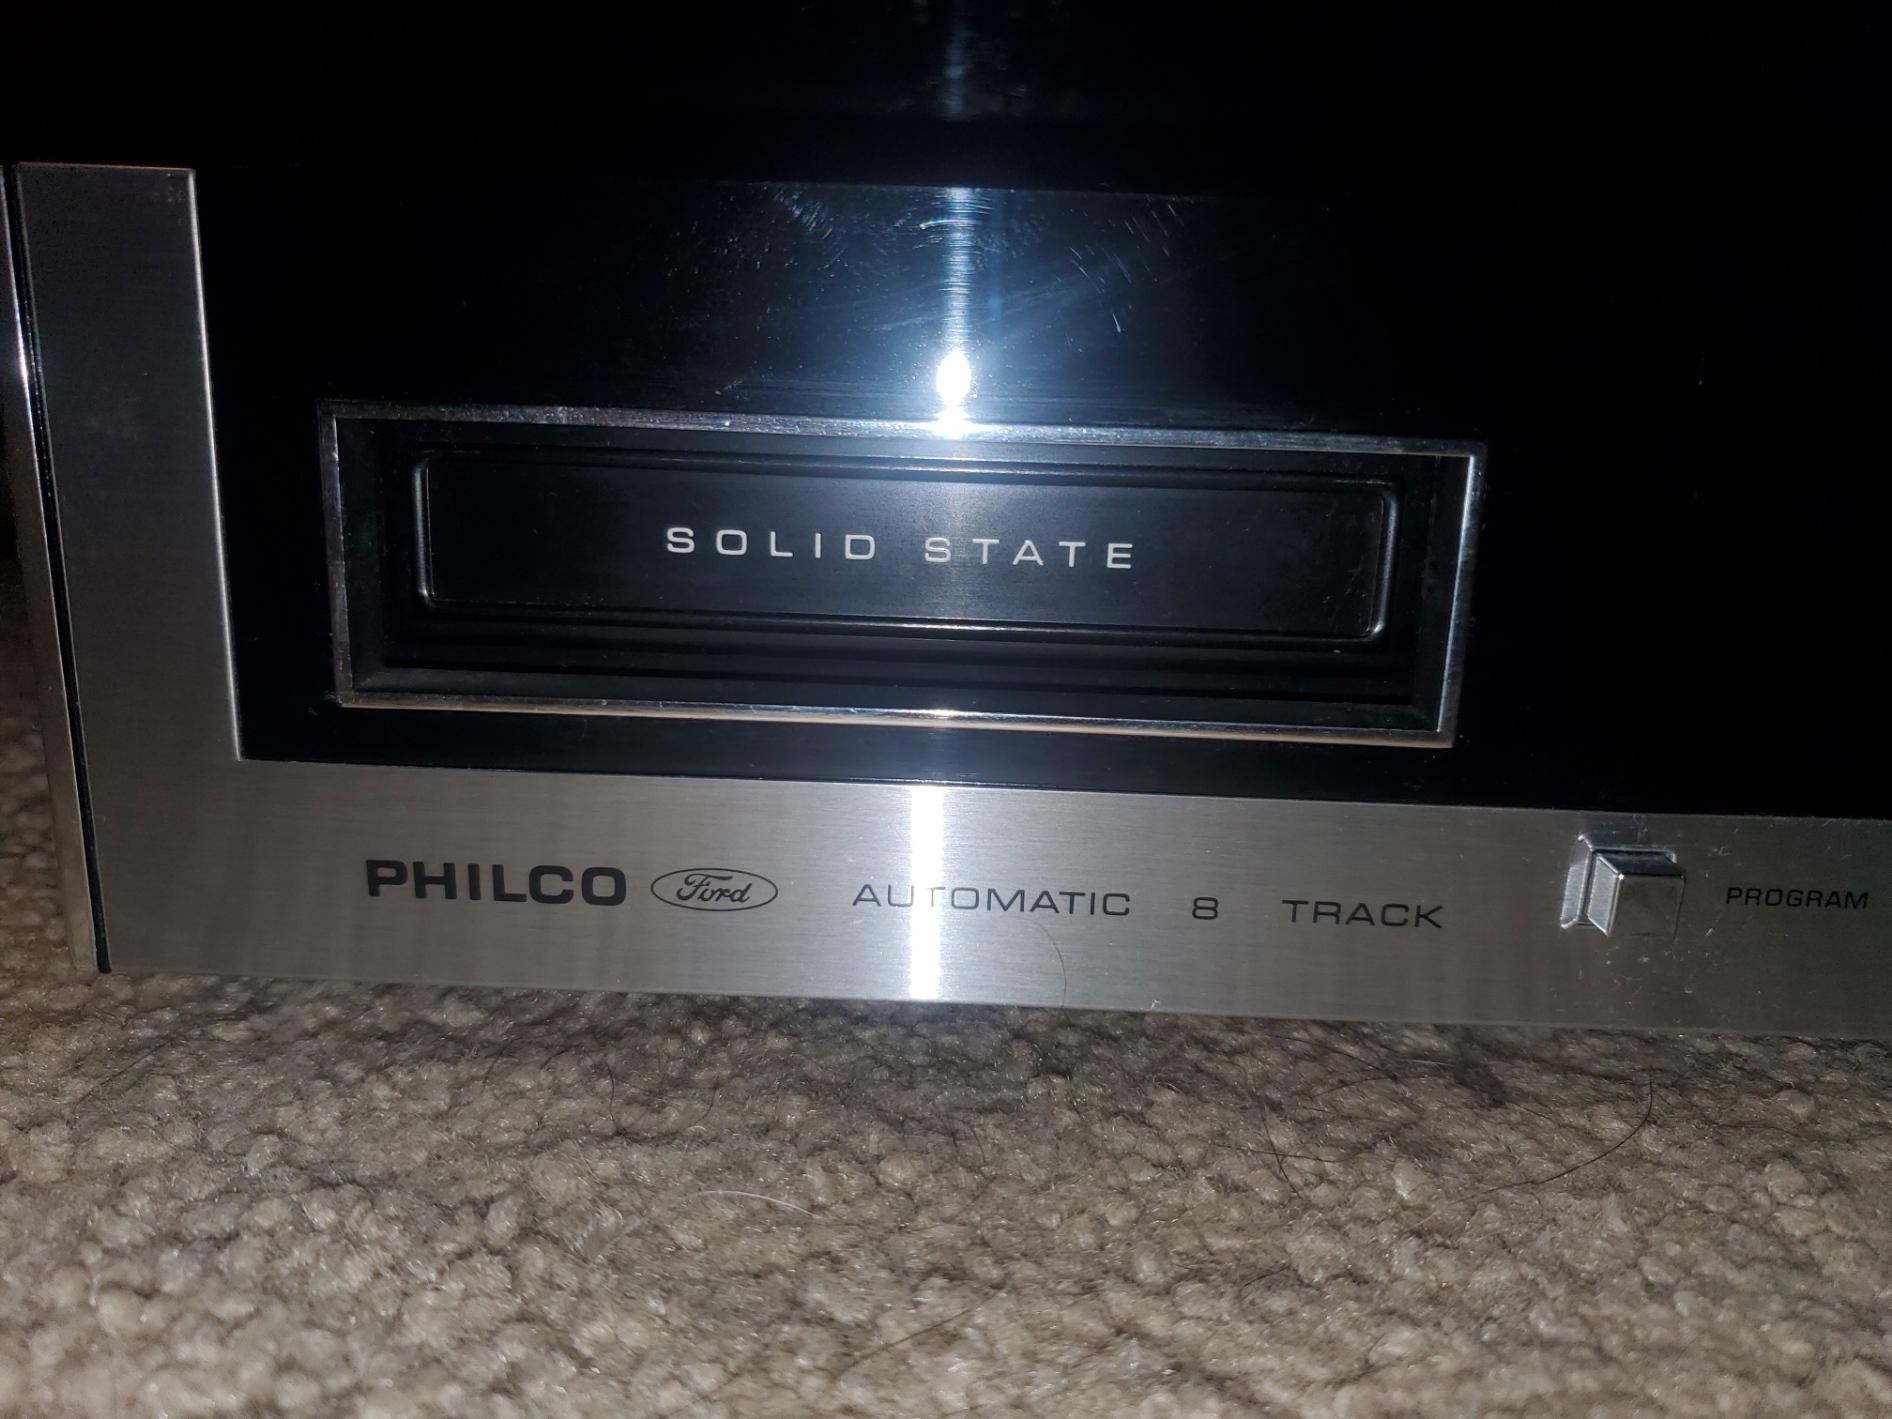 SOLID STATE
PHILCO Ford AUTOMATIC 8 TRACK PROGRAM